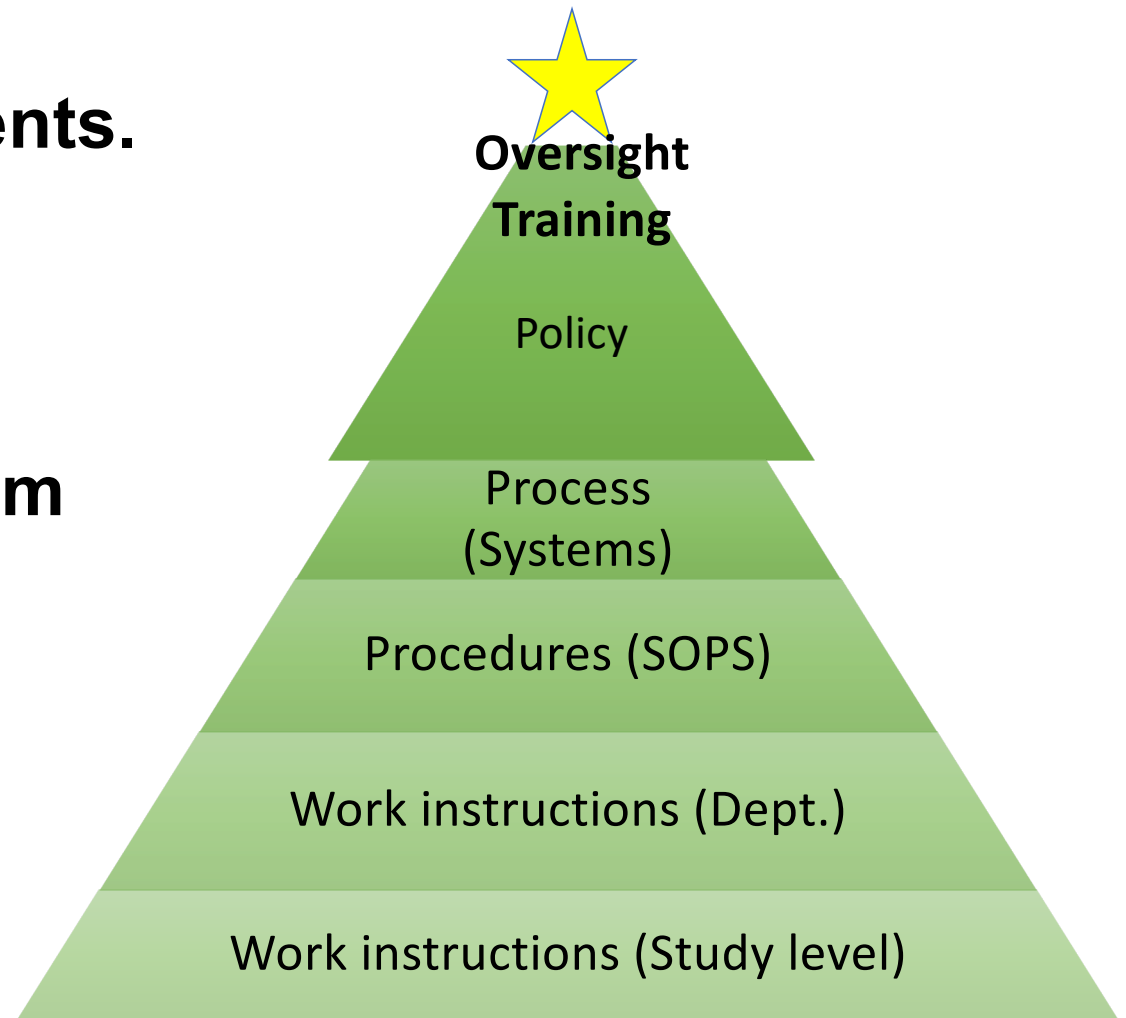 ents.
Oversight
Training
Policy
m
Process
(Systems)
Procedures (SOPS)
Work instructions (Dept.)
Work instructions (Study level)